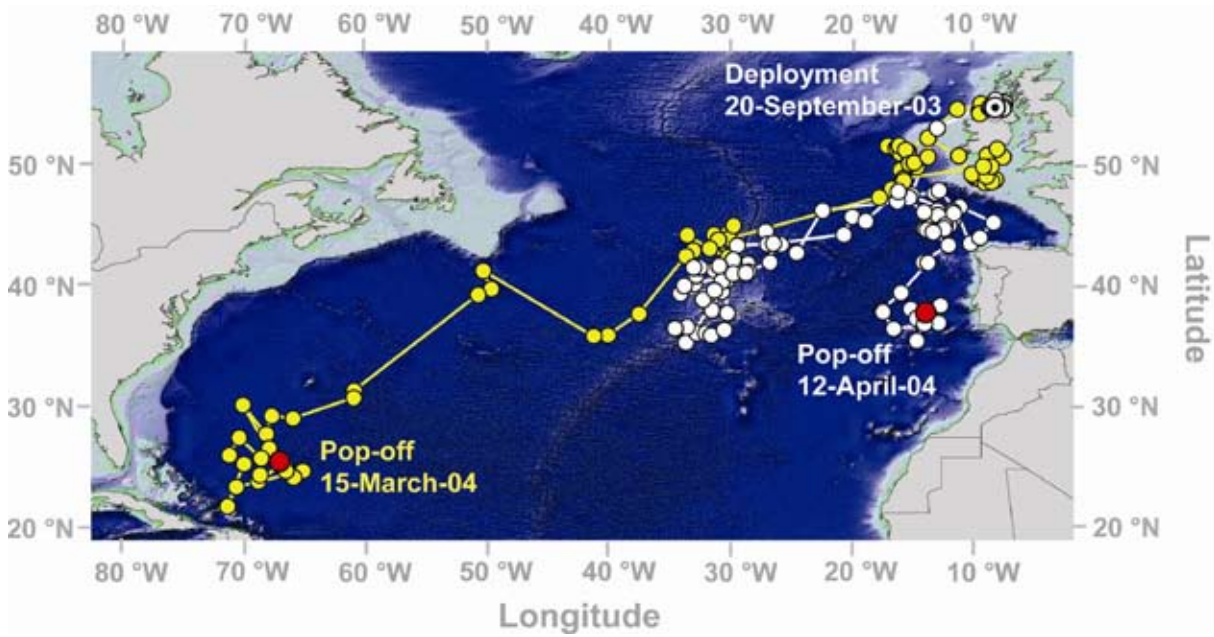 80 °W 70 °W 60 °W 50 °W 40 °W 30 °W 20 °W 10 °W
Deployment
20-September-03
50 °N 50 °N
40 °N 40 °N
Latitude
Pop-off
12-April-04
30 °N 30 °N
Pop-off
15-March-04
20 °N 20 °N
80 °W 70 °W 60 °W 50 °W 40 °W 30 °W 20 °W 10 °W
Longitude